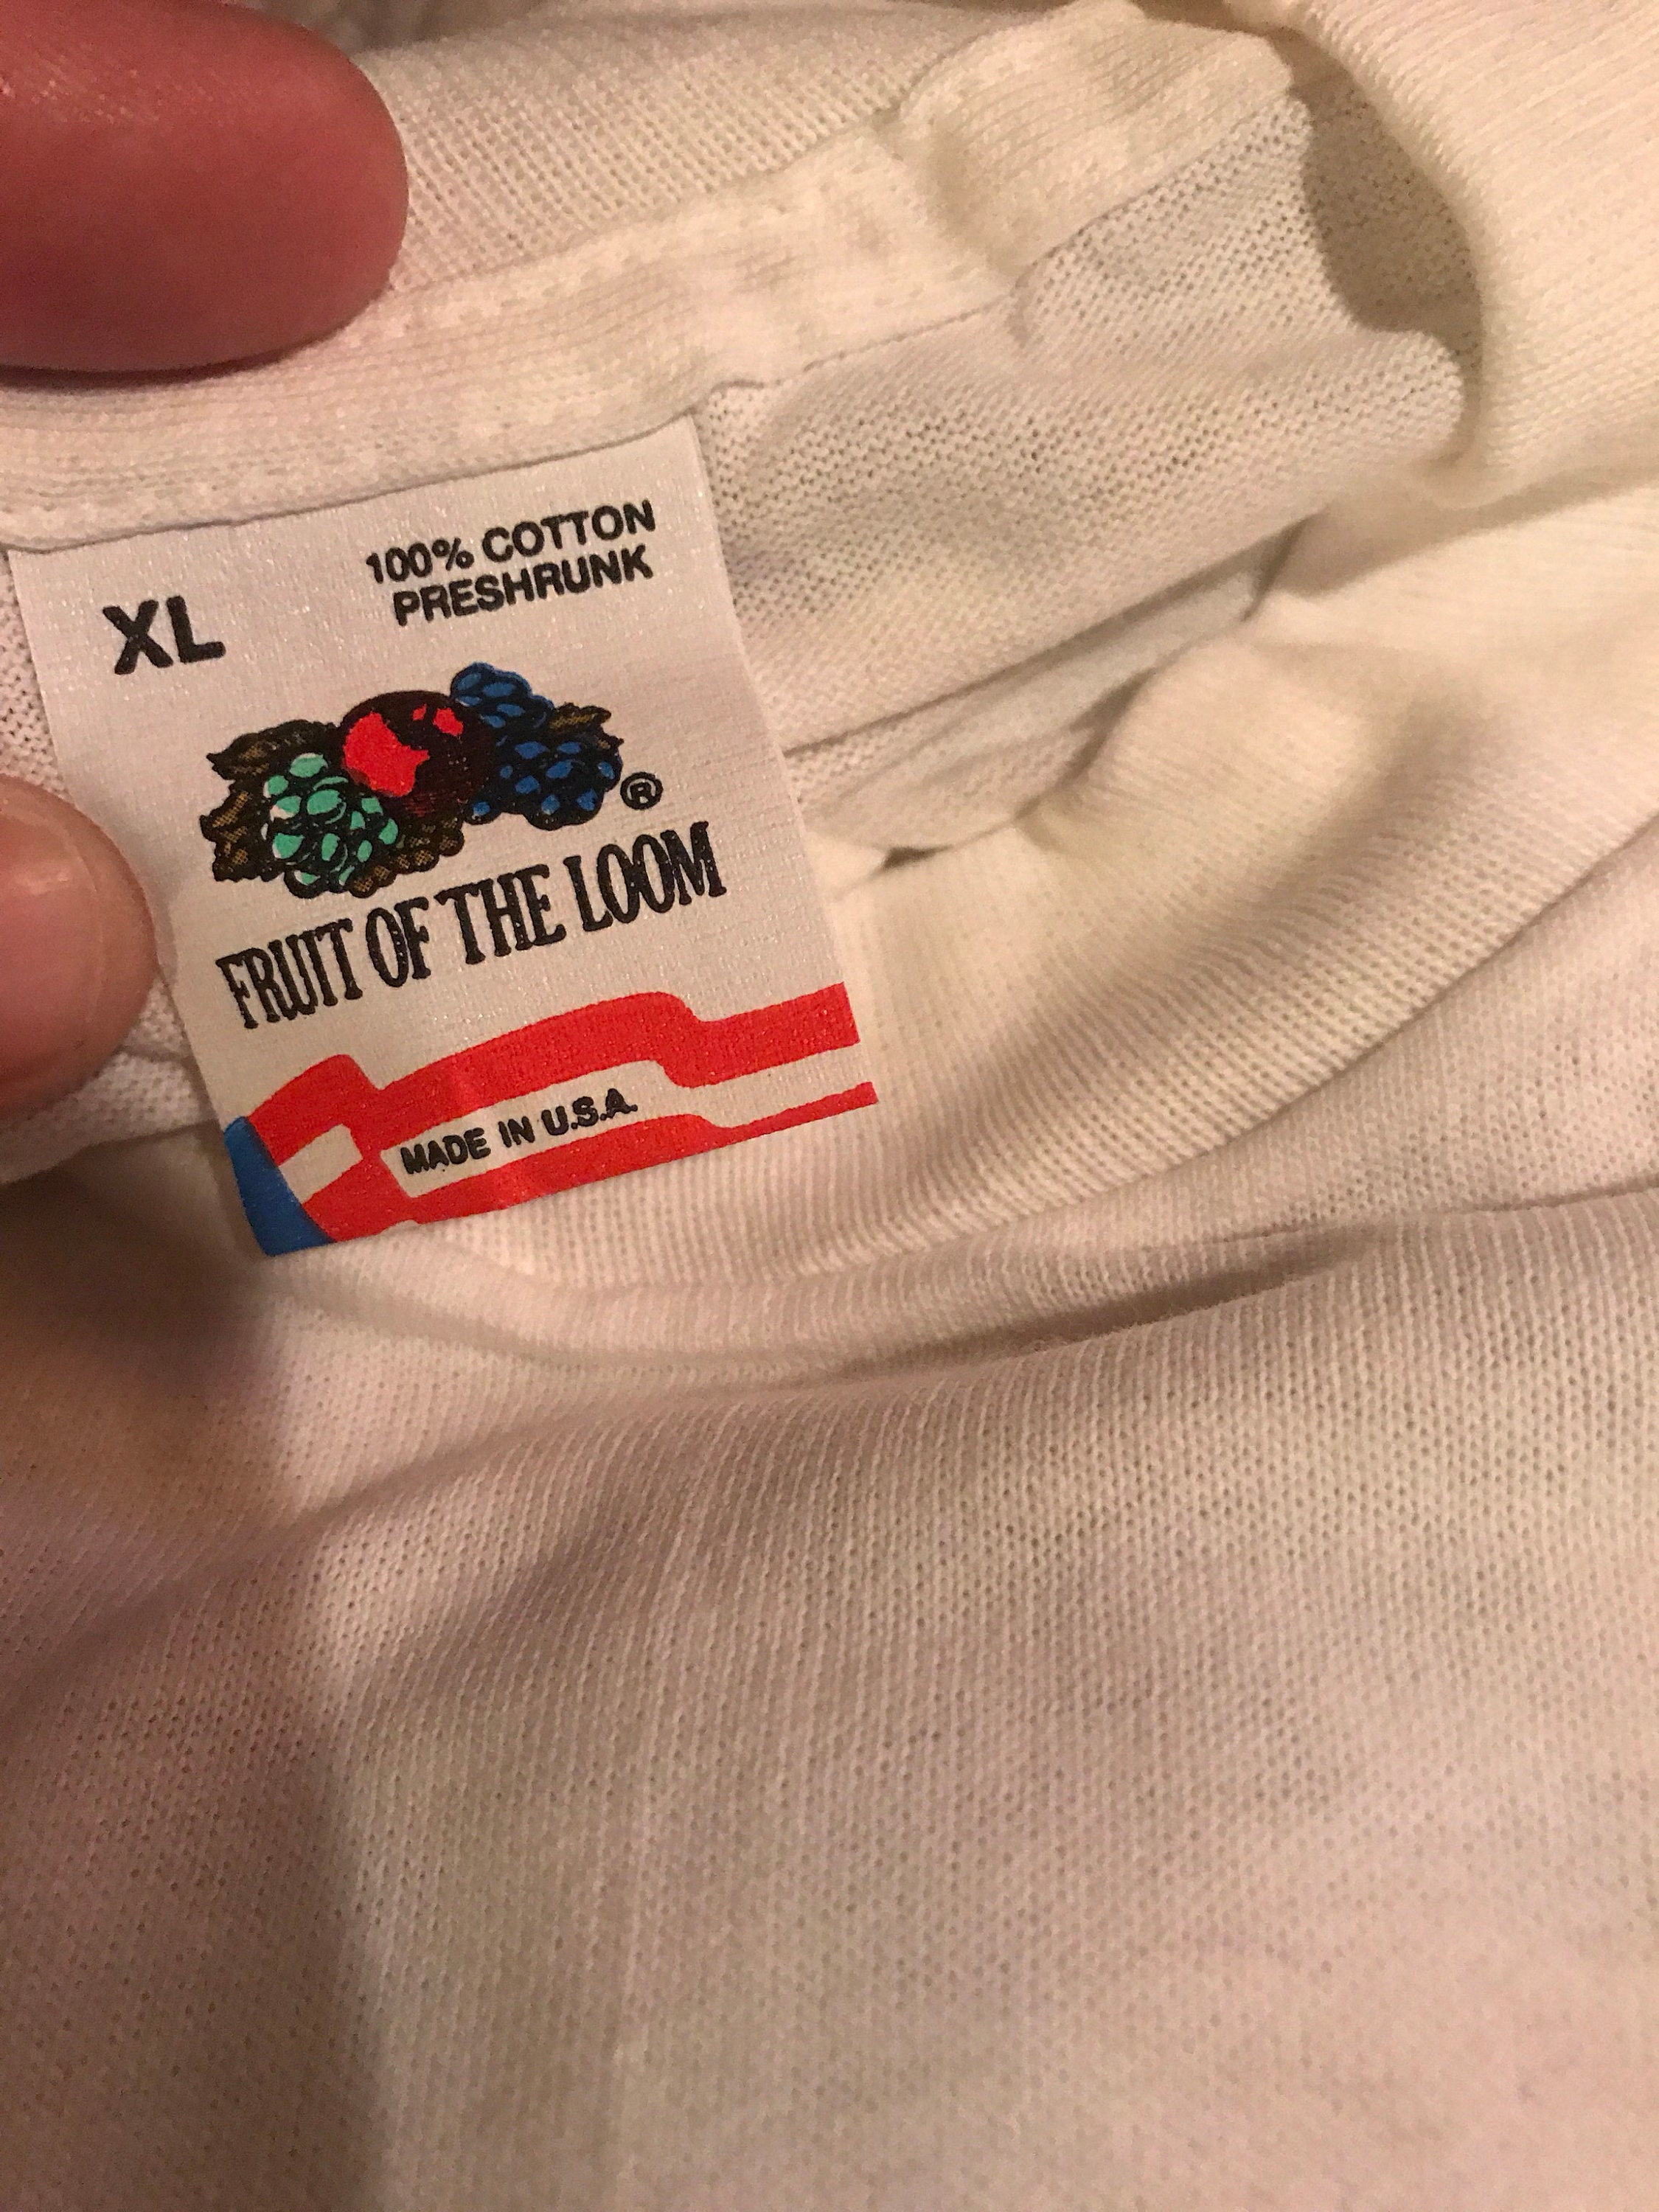 XL
100% COTTON
PRESHRUNK
®
FRUIT OF THE LOOM
MADE IN U.S.A.